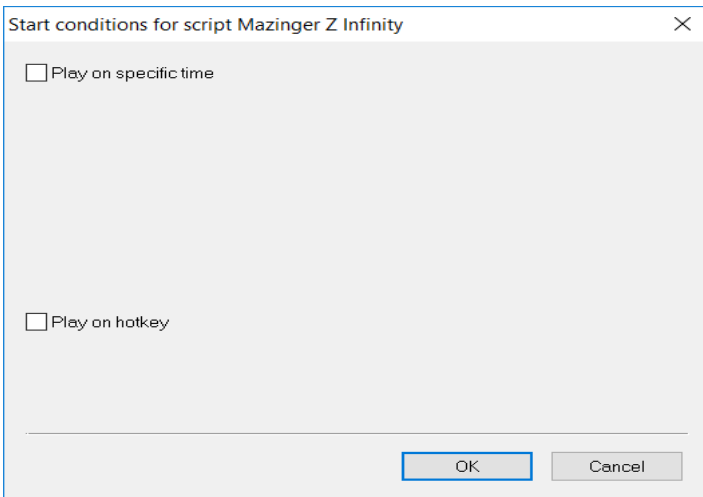 Start conditions for script Mazinger Z Infinity
Play on specific time
Play on hotkey
OK
Cancel